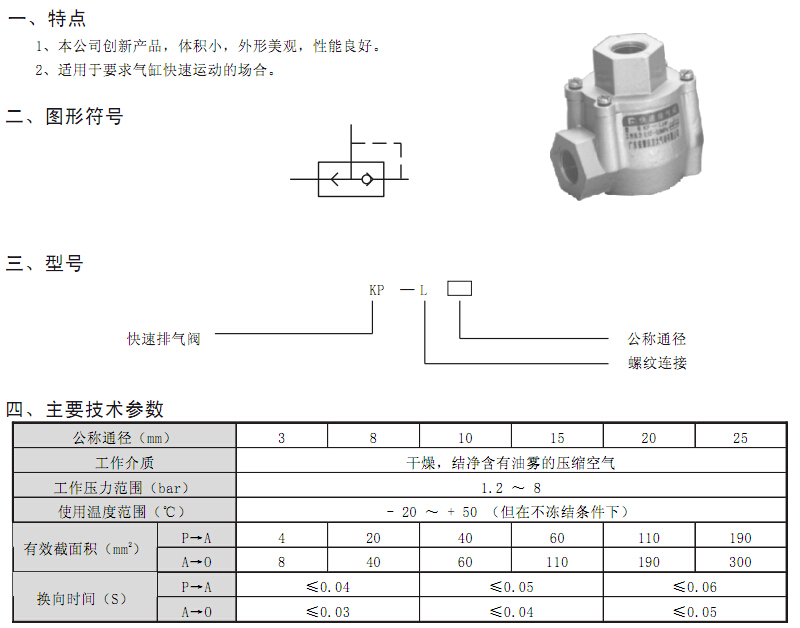 一、特点
1、本公司创新产品，体积小，外形美观，性能良好。
2、适用于要求气缸快速运动的场合。
二、图形符号
三、型号
KP — L □
快速排气阀
公称通径
螺纹连接
四、主要技术参数
公称通径（mm） 3 8 10 15 20 25
工作介质 干燥，结净含有油雾的压缩空气
工作压力范围（bar） 1.2 ～ 8
使用温度范围（℃） - 20 ～ + 50 （但在不冻结条件下）
有效截面积（mm²） P→A 4 20 40 60 110 190
A→O 8 40 60 110 190 300
换向时间（S） P→A ≤0.04 ≤0.05 ≤0.06
A→O ≤0.03 ≤0.04 ≤0.05